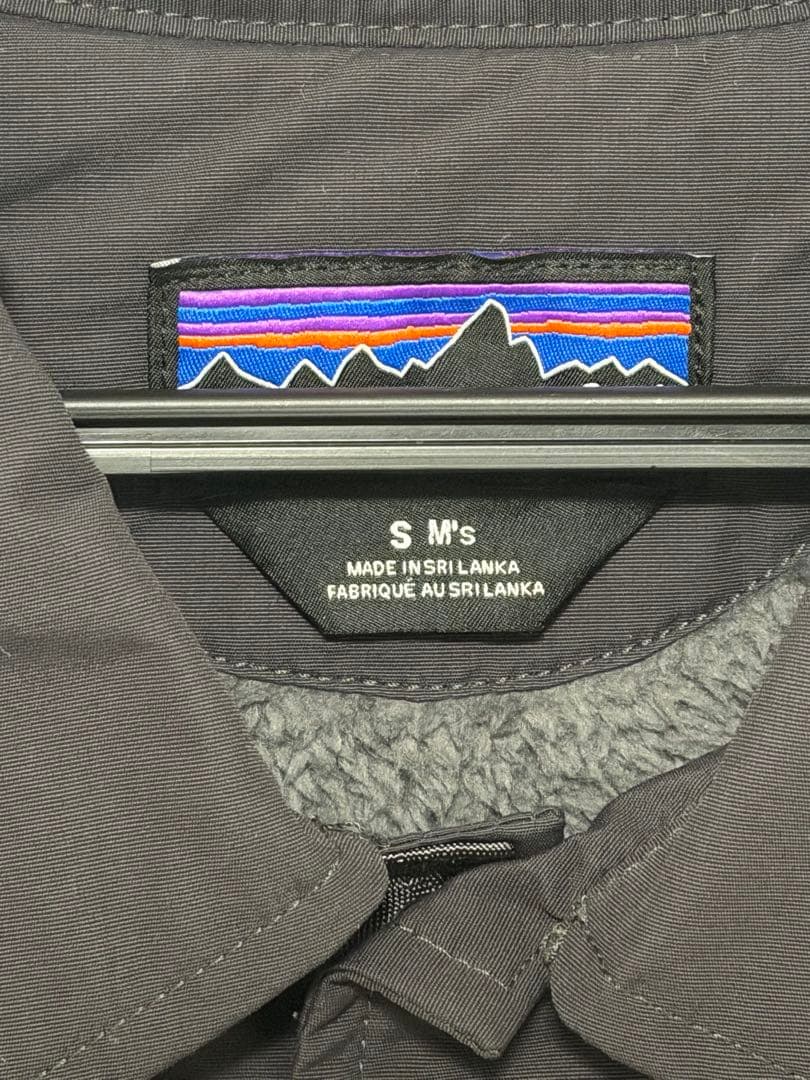 S M's
MADE IN SRI LANKA
FABRIQUÉ AU SRI LANKA